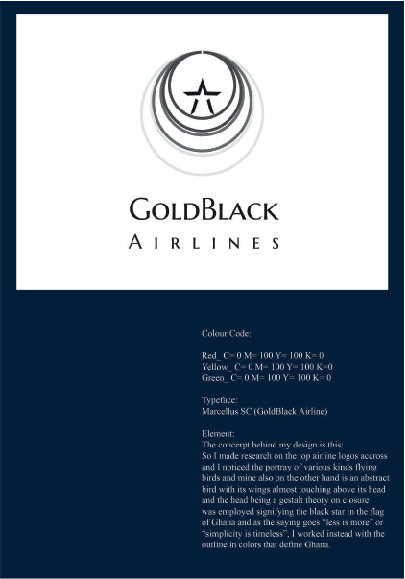 GOLDBLACK
AIRLINES
Colour Code:
Red_ C= 0 M= 100 Y= 100 K= 0
Yellow_ C= 0 M= 100 Y= 100 K=0
Green_ C= 0 M= 100 Y= 100 K= 0
Typeface:
Marcellus SC (GoldBlack Airline)
Element:
The concept behind my design is this:
So I made research on the top airline logos accross
and I noticed the portray of various kinds flying
birds and mine also on the other hand is an abstract
bird with its wings almost touching above its head
and the head being a gestalt theory on closure
was employed signifying the black star in the flag
of Ghana and as the saying goes “less is more” or
“simplicity is timeless”, I worked instead with the
outline in colors that define Ghana.